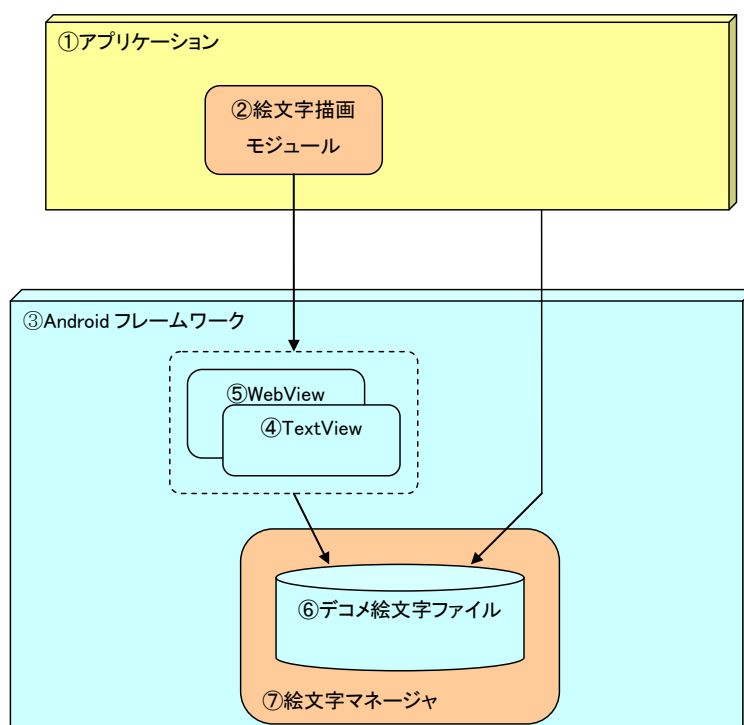 ①アプリケーション
②絵文字描画
モジュール
③Android フレームワーク
⑤WebView
④TextView
⑥デコメ絵文字ファイル
⑦絵文字マネージャ